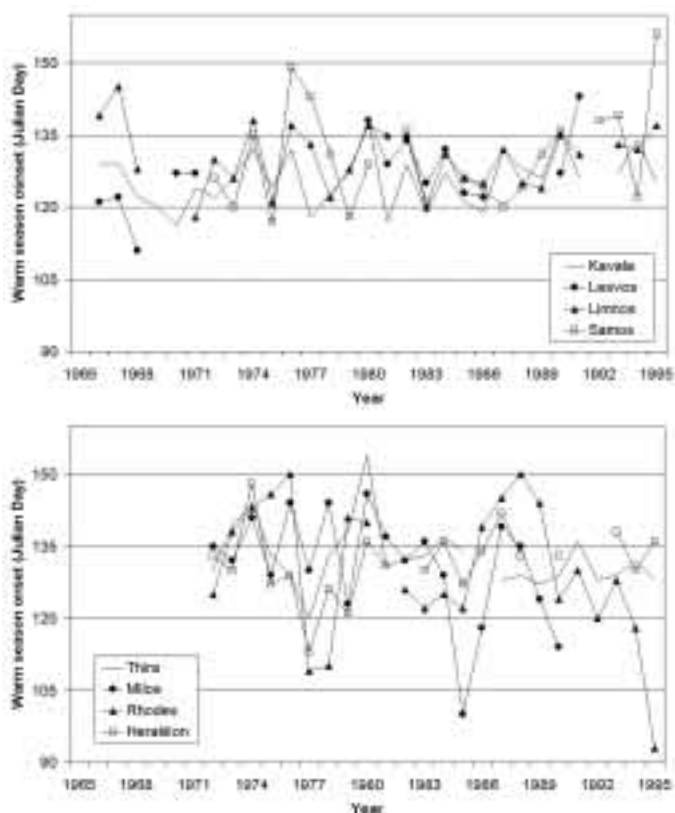 Warm season onset (Julian Day)
150
135
120
105
90
1965 1968 1971 1974 1977 1980 1983 1986 1989 1992 1995
Year
Kavala
Lesvos
Limnos
Samos
Warm season onset (Julian Day)
150
135
120
105
90
1965 1968 1971 1974 1977 1980 1983 1986 1989 1992 1995
Year
Thira
Milos
Rhodes
Heraklion